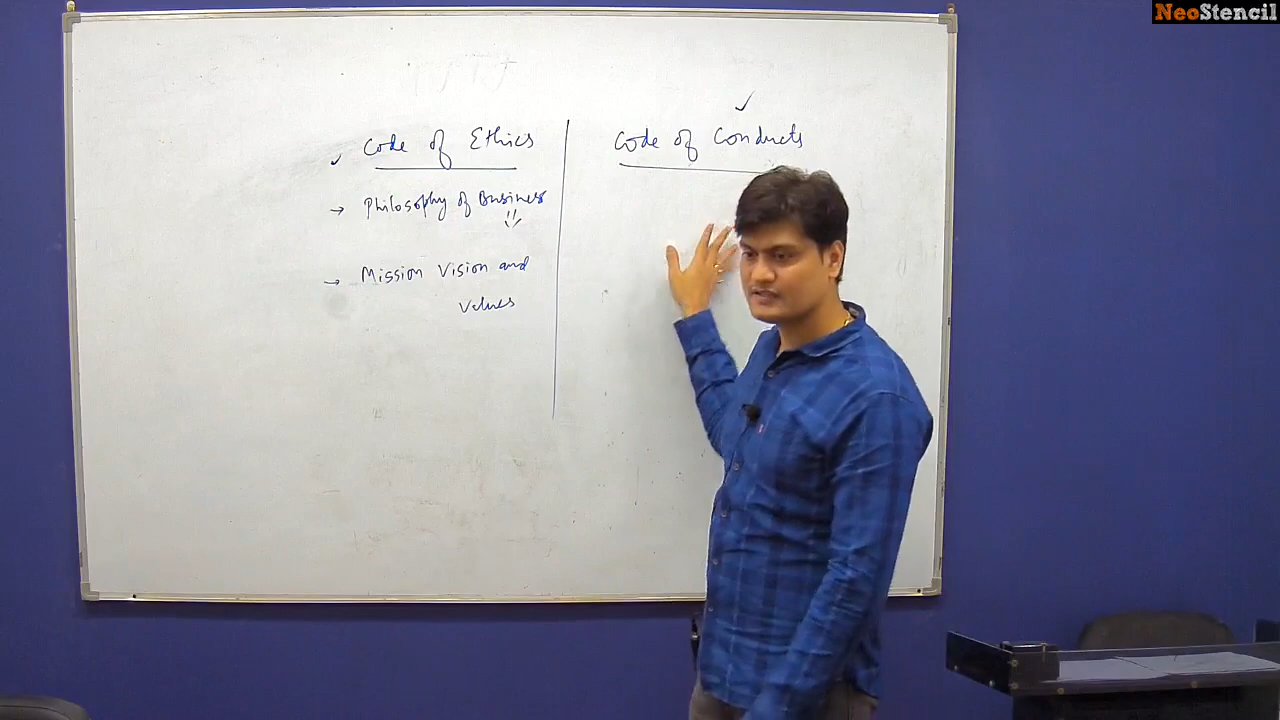 NeoStencil
✓
✓ Code of Ethics
Code of Conducts
→ Philosophy of Business
→ Mission Vision and
Values